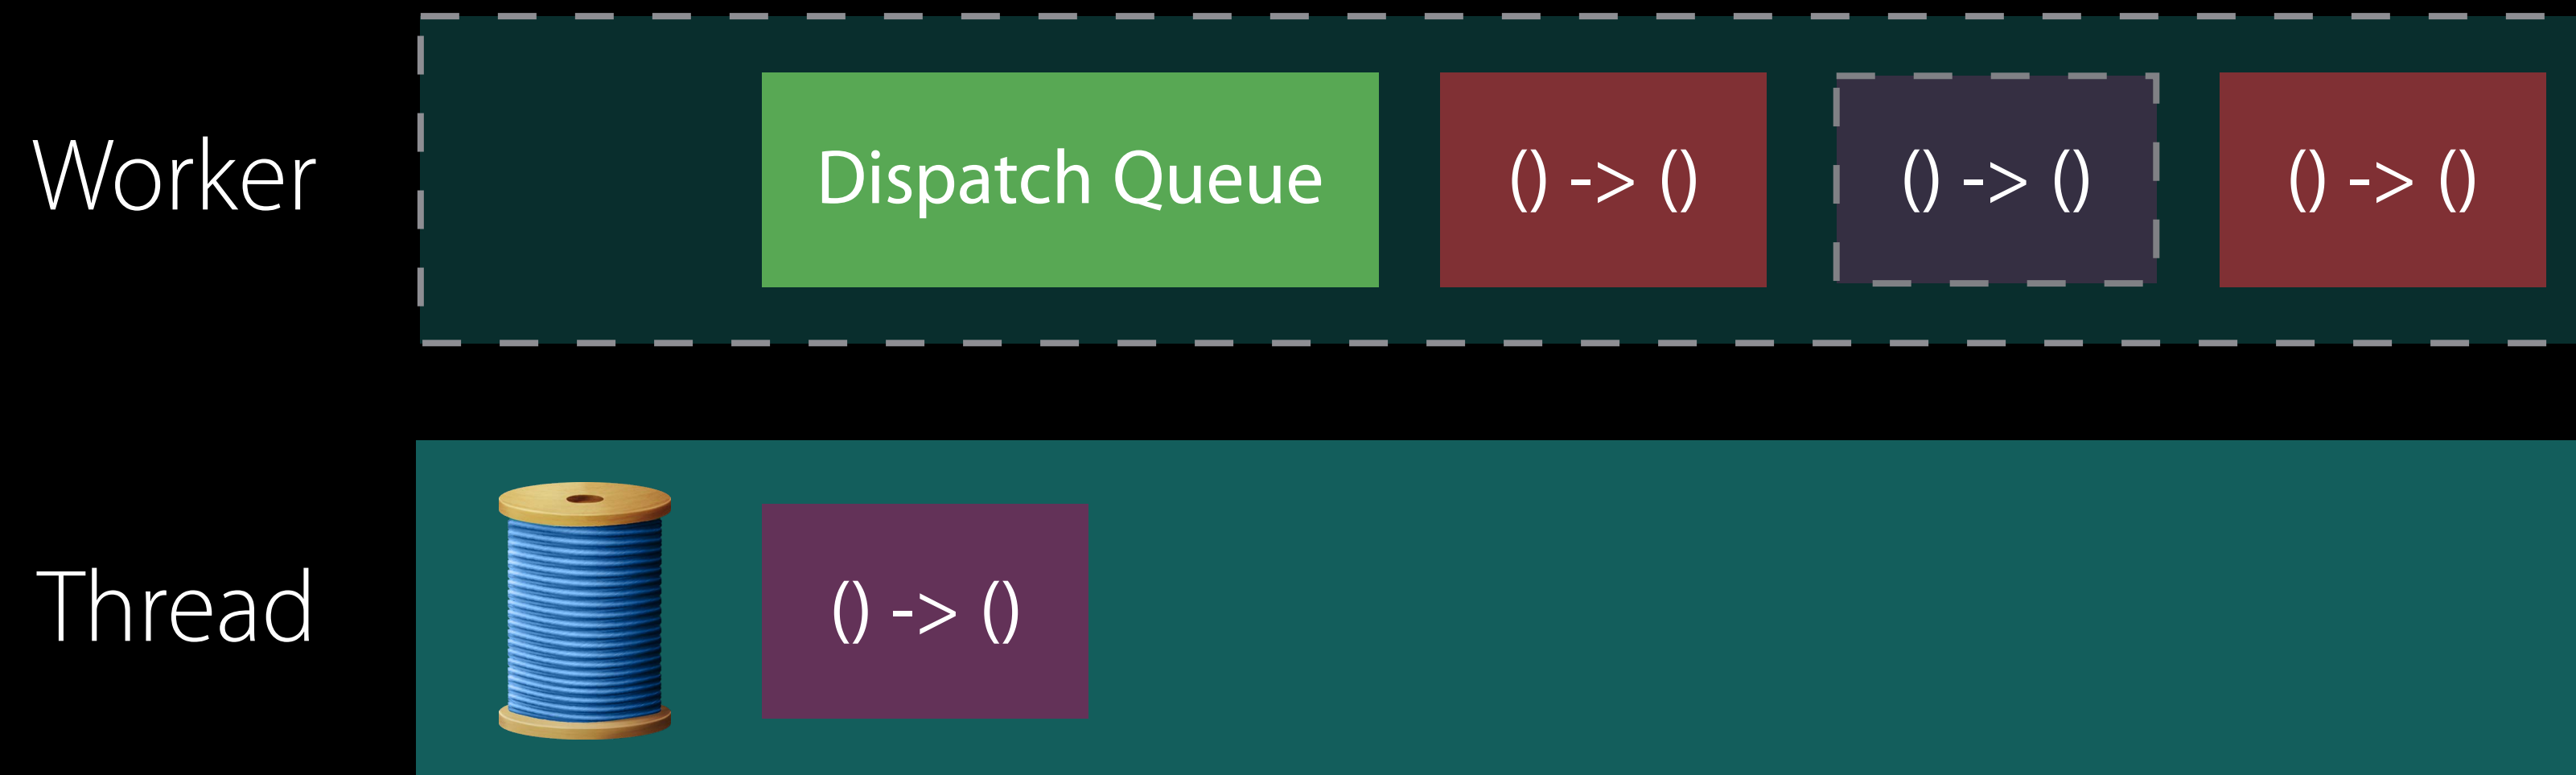 Worker
Dispatch Queue
() -> ()
() -> ()
() -> ()
Thread
() -> ()